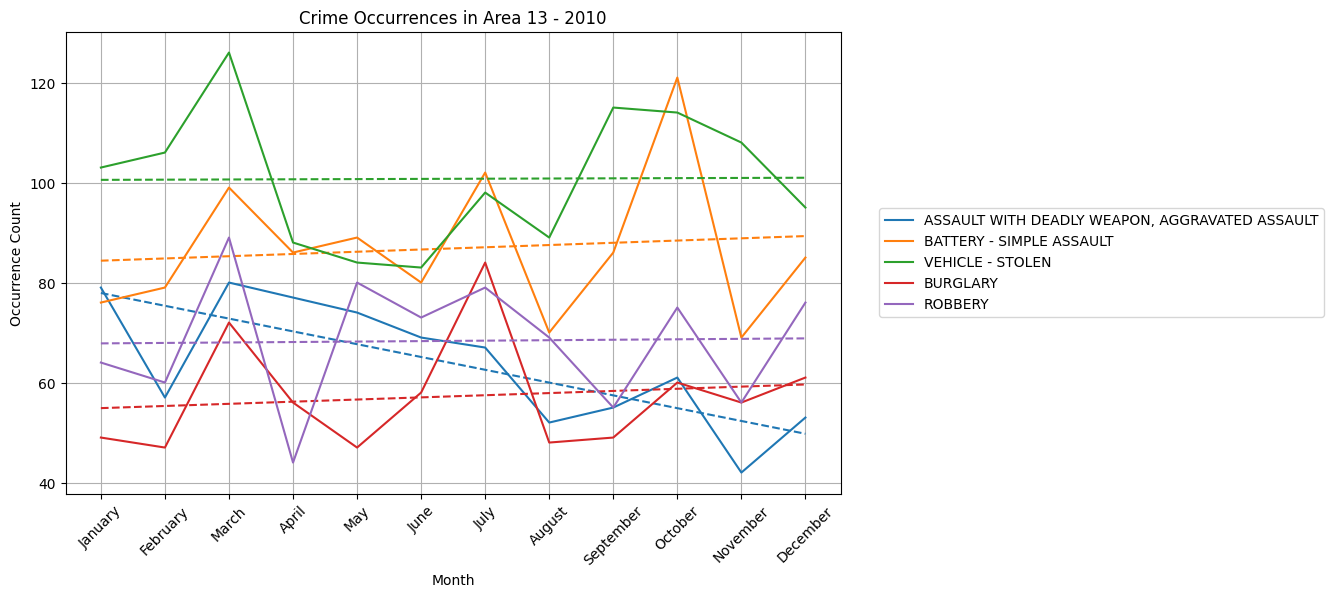 Crime Occurrences in Area 13 - 2010
Occurrence Count
120
100
80
60
40
January
February
March
April
May
June
July
August
September
October
November
December
Month
ASSAULT WITH DEADLY WEAPON, AGGRAVATED ASSAULT
BATTERY - SIMPLE ASSAULT
VEHICLE - STOLEN
BURGLARY
ROBBERY